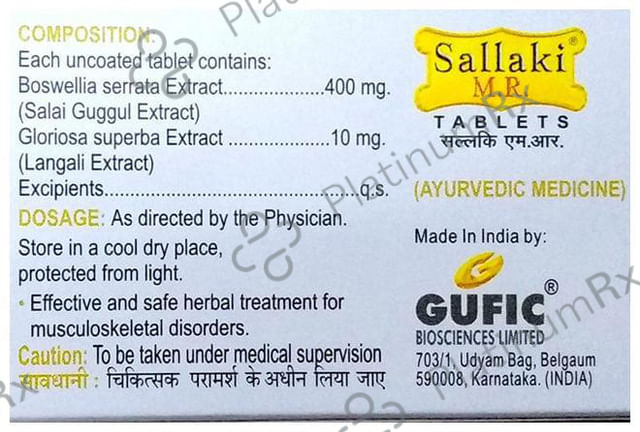 COMPOSITION:
Each uncoated tablet contains:
Boswellia serrata Extract....................400 mg.
(Salai Guggul Extract)
Gloriosa superba Extract ....................10 mg.
(Langali Extract)
Excipients..................................................q.s.
DOSAGE: As directed by the Physician.
Store in a cool dry place,
protected from light.
• Effective and safe herbal treatment for
musculoskeletal disorders.
Caution: To be taken under medical supervision
सावधानी : चिकित्सक परामर्श के अधीन लिया जाए
Sallaki®
M.R.
TABLETS
सल्लकि एम.आर.
(AYURVEDIC MEDICINE)
Made In India by:
G
GUFIC®
BIOSCIENCES LIMITED
703/1, Udyam Bag, Belgaum
590008, Karnataka. (INDIA)
PlatinumRx
PlatinumRx